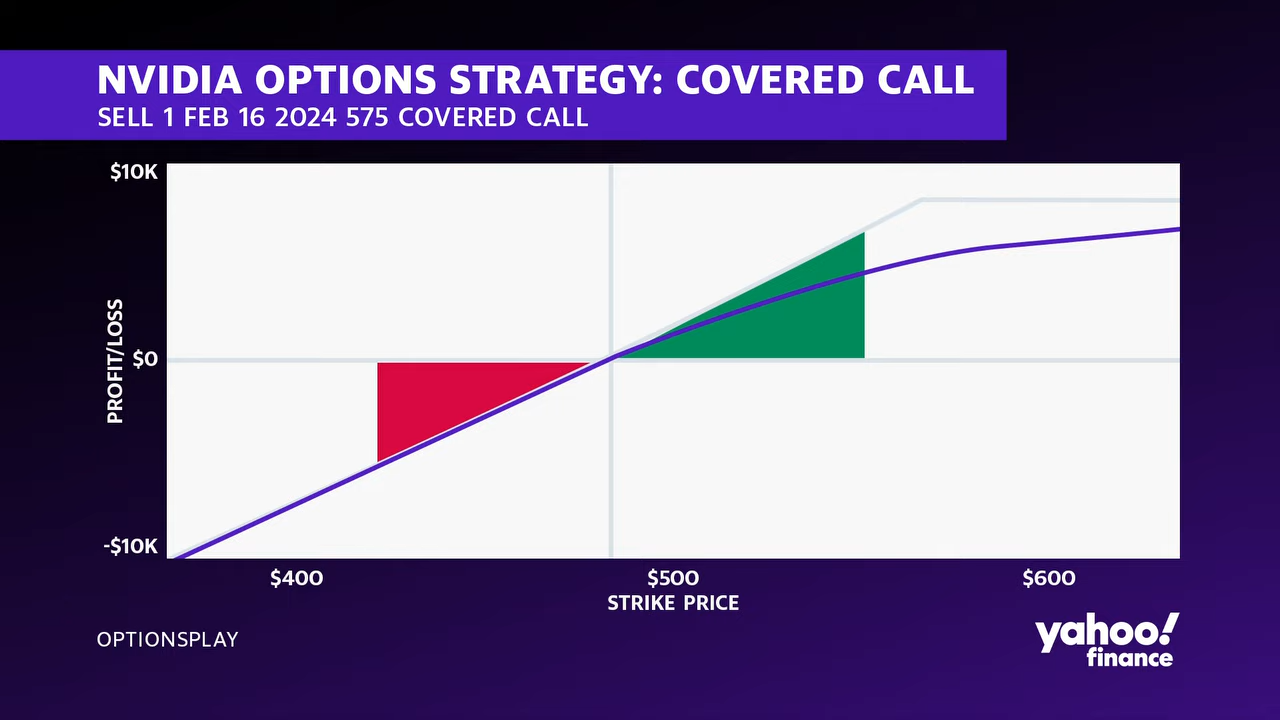 NVIDIA OPTIONS STRATEGY: COVERED CALL
SELL 1 FEB 16 2024 575 COVERED CALL
$10K
PROFIT/LOSS
$0
-$10K
$400
$500
$600
STRIKE PRICE
OPTIONSPLAY
yahoo!
finance